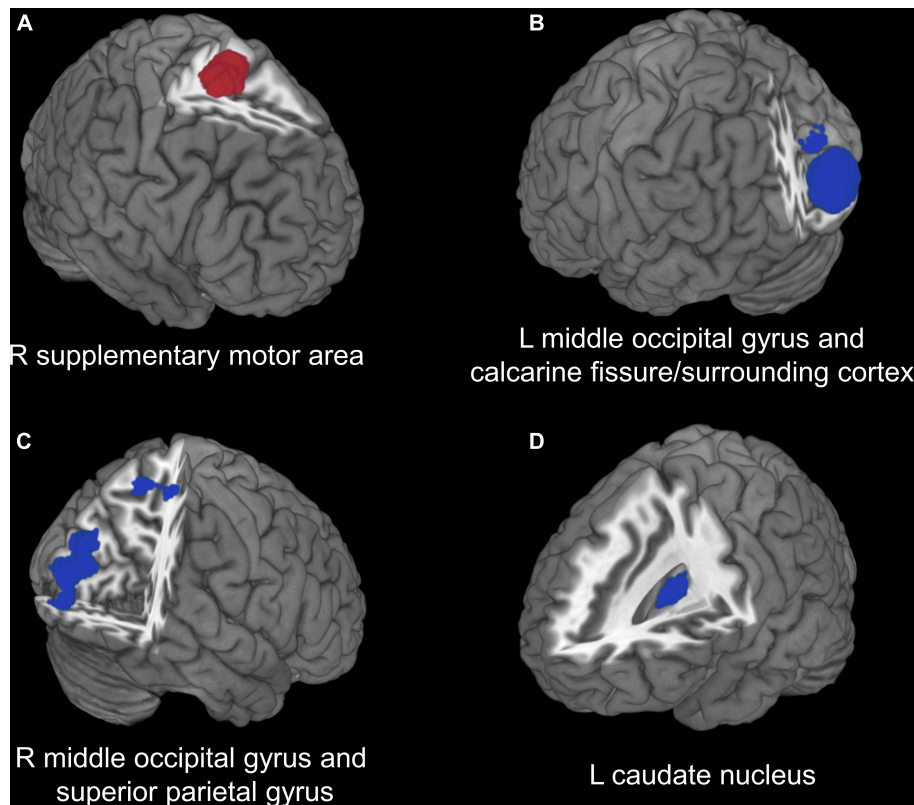 A
B
R supplementary motor area
L middle occipital gyrus and
calcarine fissure/surrounding cortex
C
D
R middle occipital gyrus and
superior parietal gyrus
L caudate nucleus